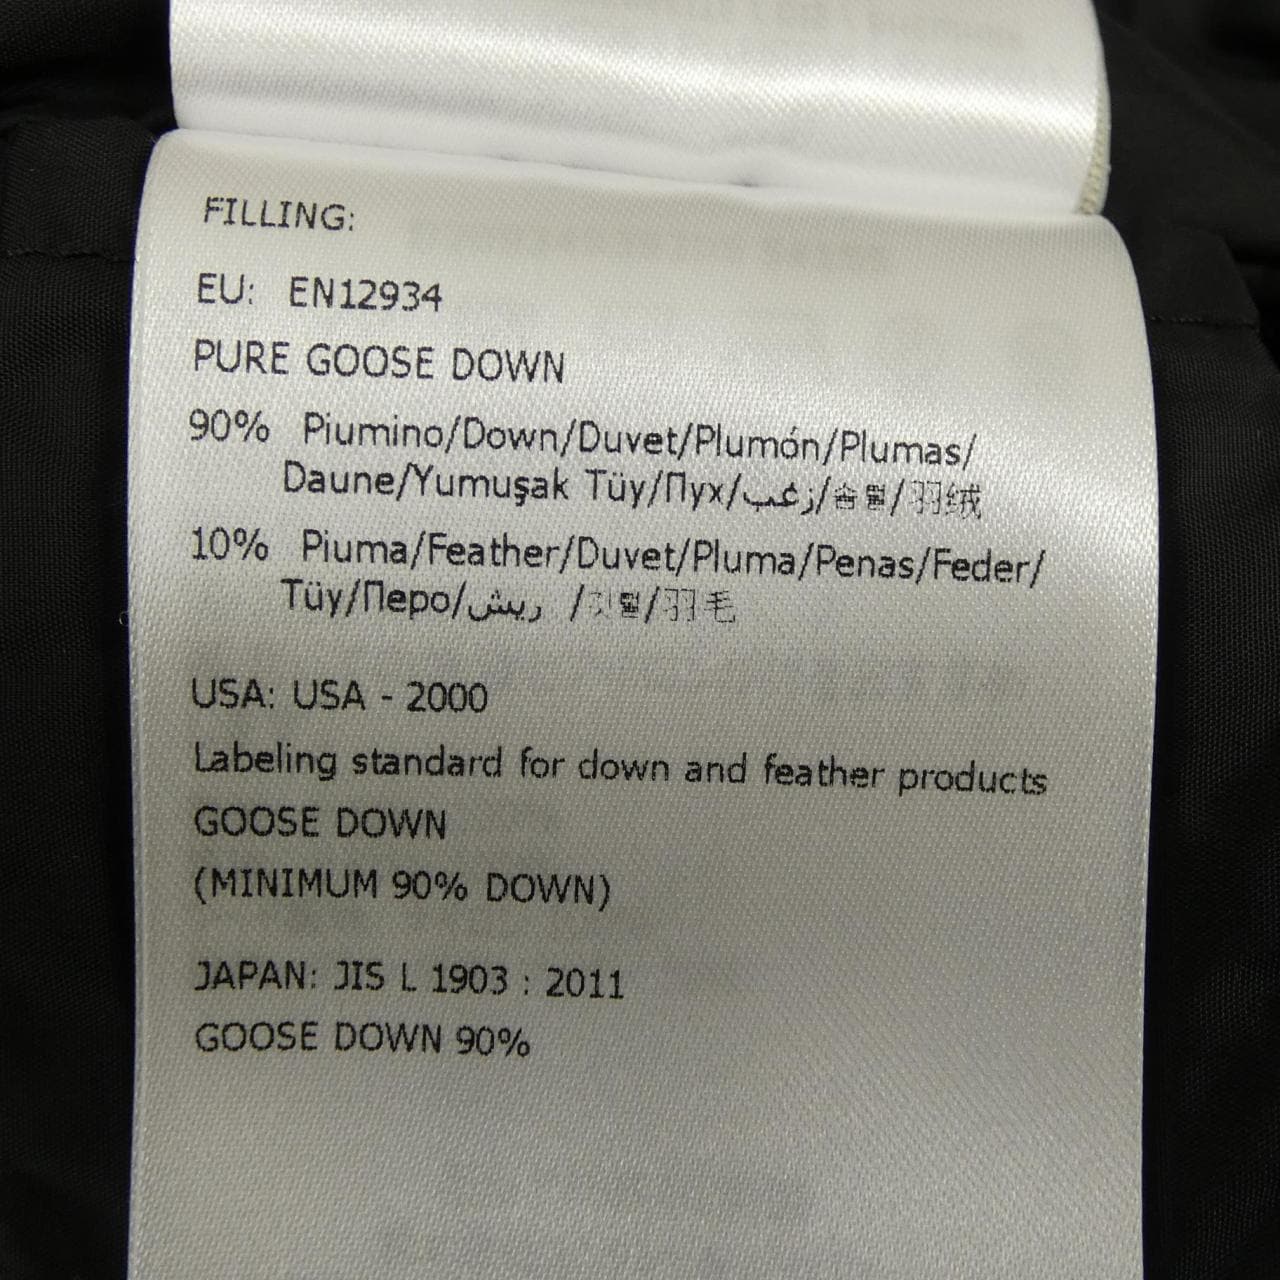 FILLING:
EU: EN12934
PURE GOOSE DOWN
90% Piumino/Down/Duvet/Plumón/Plumas/
Daune/Yumuşak Tüy/Пух/زغب/솜털/羽绒
10% Piuma/Feather/Duvet/Pluma/Penas/Feder/
Tüy/Перо/ريش /깃털/羽毛
USA: USA - 2000
Labeling standard for down and feather products
GOOSE DOWN
(MINIMUM 90% DOWN)
JAPAN: JIS L 1903 : 2011
GOOSE DOWN 90%